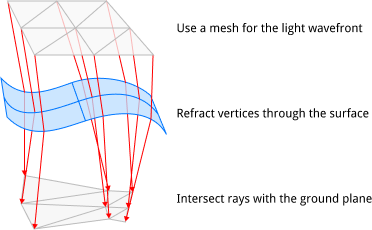 Use a mesh for the light wavefront
Refract vertices through the surface
Intersect rays with the ground plane